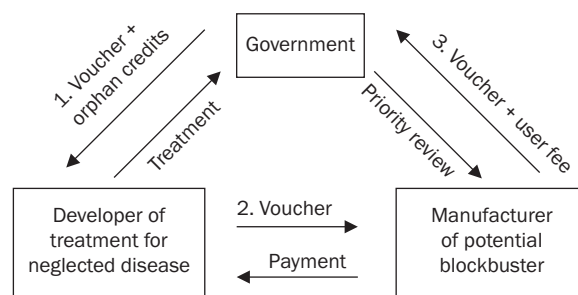 Government
1. Voucher +
orphan credits
Treatment
Priority review
3. Voucher + user fee
Developer of
treatment for
neglected disease
2. Voucher
Payment
Manufacturer
of potential
blockbuster